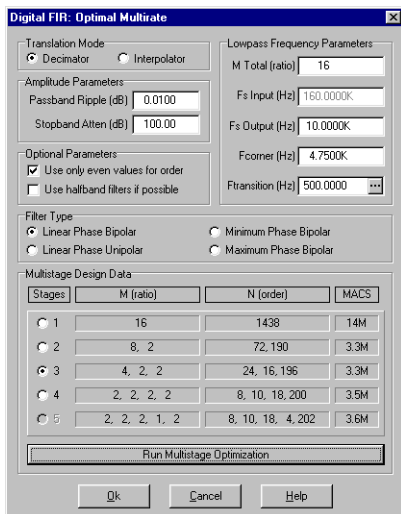 Digital FIR: Optimal Multirate
Translation Mode
Decimator Interpolator
Amplitude Parameters
Passband Ripple (dB) 0.0100
Stopband Atten (dB) 100.00
Optional Parameters
Use only even values for order
Use halfband filters if possible
Lowpass Frequency Parameters
M Total (ratio) 16
Fs Input (Hz) 160.0000K
Fs Output (Hz) 10.0000K
Fcorner (Hz) 4.7500K
Ftransition (Hz) 500.0000 ...
Filter Type
Linear Phase Bipolar Minimum Phase Bipolar
Linear Phase Unipolar Maximum Phase Bipolar
Multistage Design Data
Stages M (ratio) N (order) MACS
1 16 1438 14M
2 8, 2 72, 190 3.3M
3 4, 2, 2 24, 16, 196 3.3M
4 2, 2, 2, 2 8, 10, 18, 200 3.5M
5 2, 2, 2, 1, 2 8, 10, 18, 4, 202 3.6M
Run Multistage Optimization
Ok Cancel Help